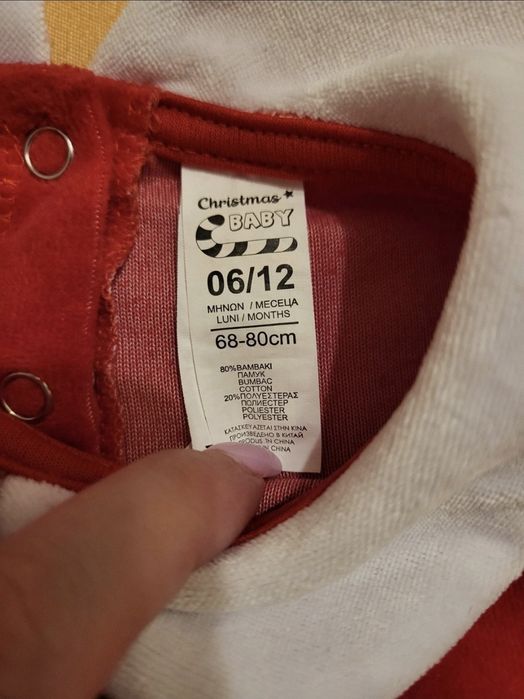 Christmas
BABY
06/12
ΜΗΝΩΝ / МЕСЕЦА
LUNI / MONTHS
68-80cm
80%ΒΑΜΒΑΚΙ
ПАМУК
BUMBAC
COTTON
20%ΠΟΛΥΕΣΤΕΡΑΣ
ПОЛИЕСТЕР
POLIESTER
POLYESTER
ΚΑΤΑΣΚΕΥΑΖΕΤΑΙ ΣΤΗΝ ΚΙΝΑ
ПРОИЗВЕДЕНО В КИТАЙ
PRODUS IN CHINA
IN CHINA